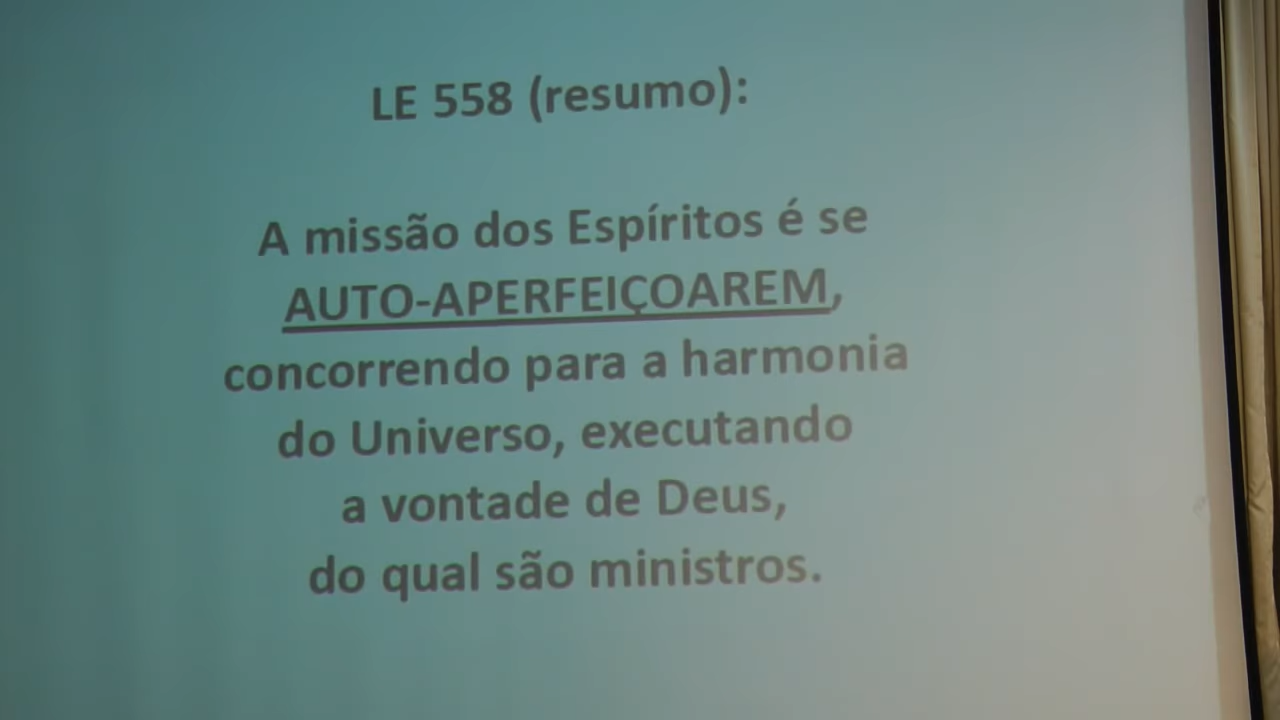 LE 558 (resumo):
A missão dos Espíritos é se
AUTO-APERFEIÇOAREM,
concorrendo para a harmonia
do Universo, executando
a vontade de Deus,
do qual são ministros.